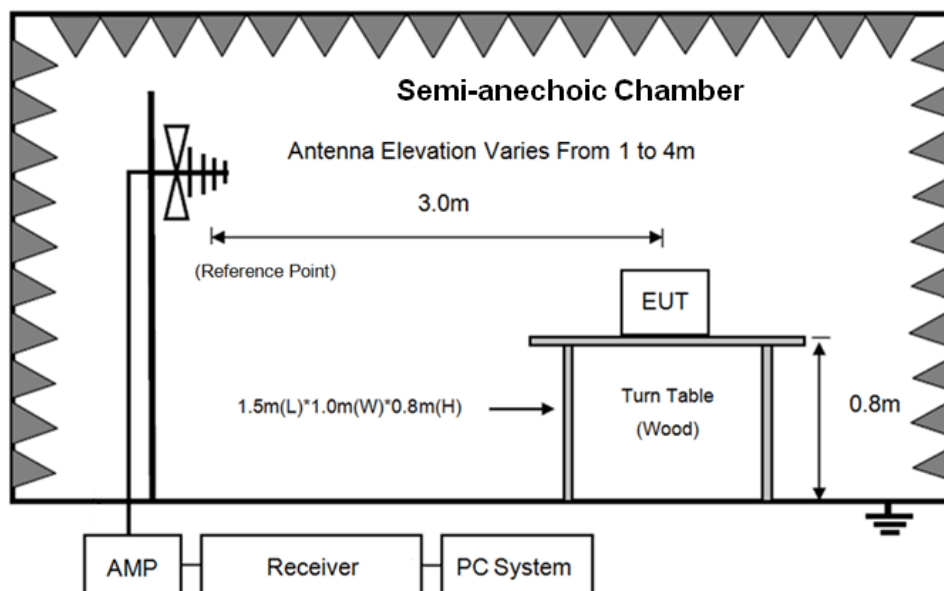 Semi-anechoic Chamber
Antenna Elevation Varies From 1 to 4m
3.0m
(Reference Point)
EUT
1.5m(L)*1.0m(W)*0.8m(H)
Turn Table
(Wood)
0.8m
AMP
Receiver
PC System